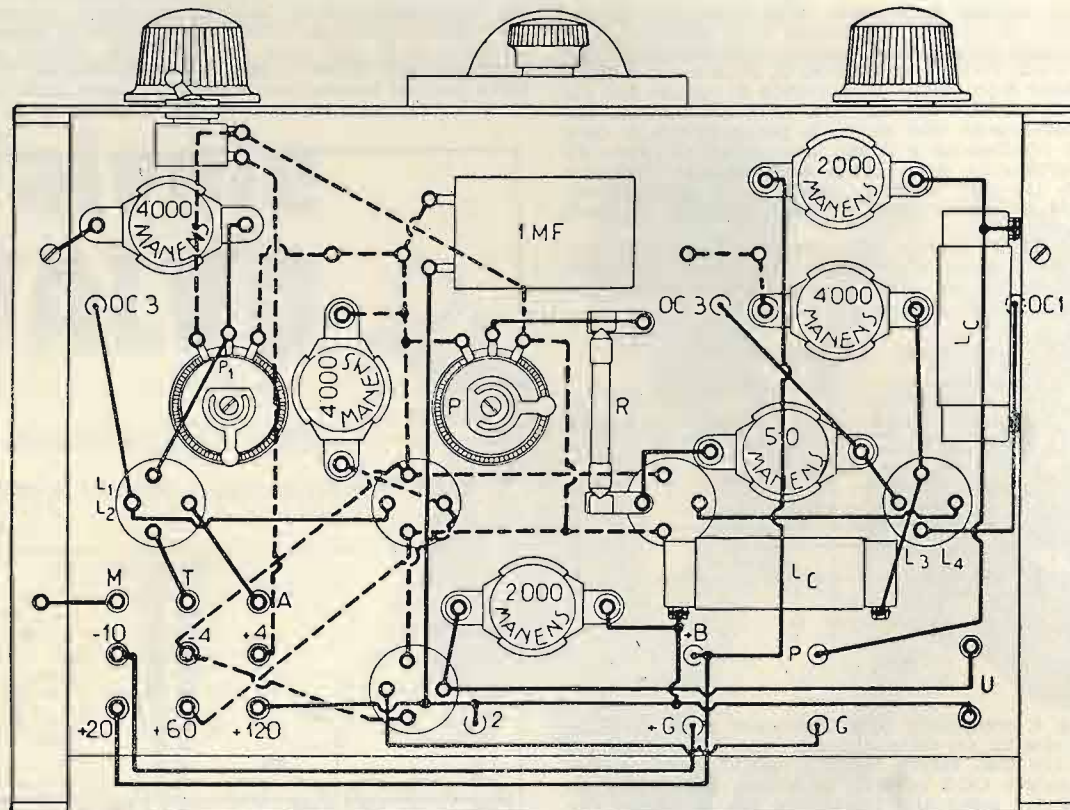 2000
MANENS
4000
MANENS
1MF
OC 3
OC 3
4000
MANENS
LC
OC1
P1
4000
MANENS
P
R
50
MANENS
L1
L2
L3 L4
M
T
A
2000
MANENS
LC
-10
-4
+4
+B
P
U
+20
+60
+120
2
+G
G